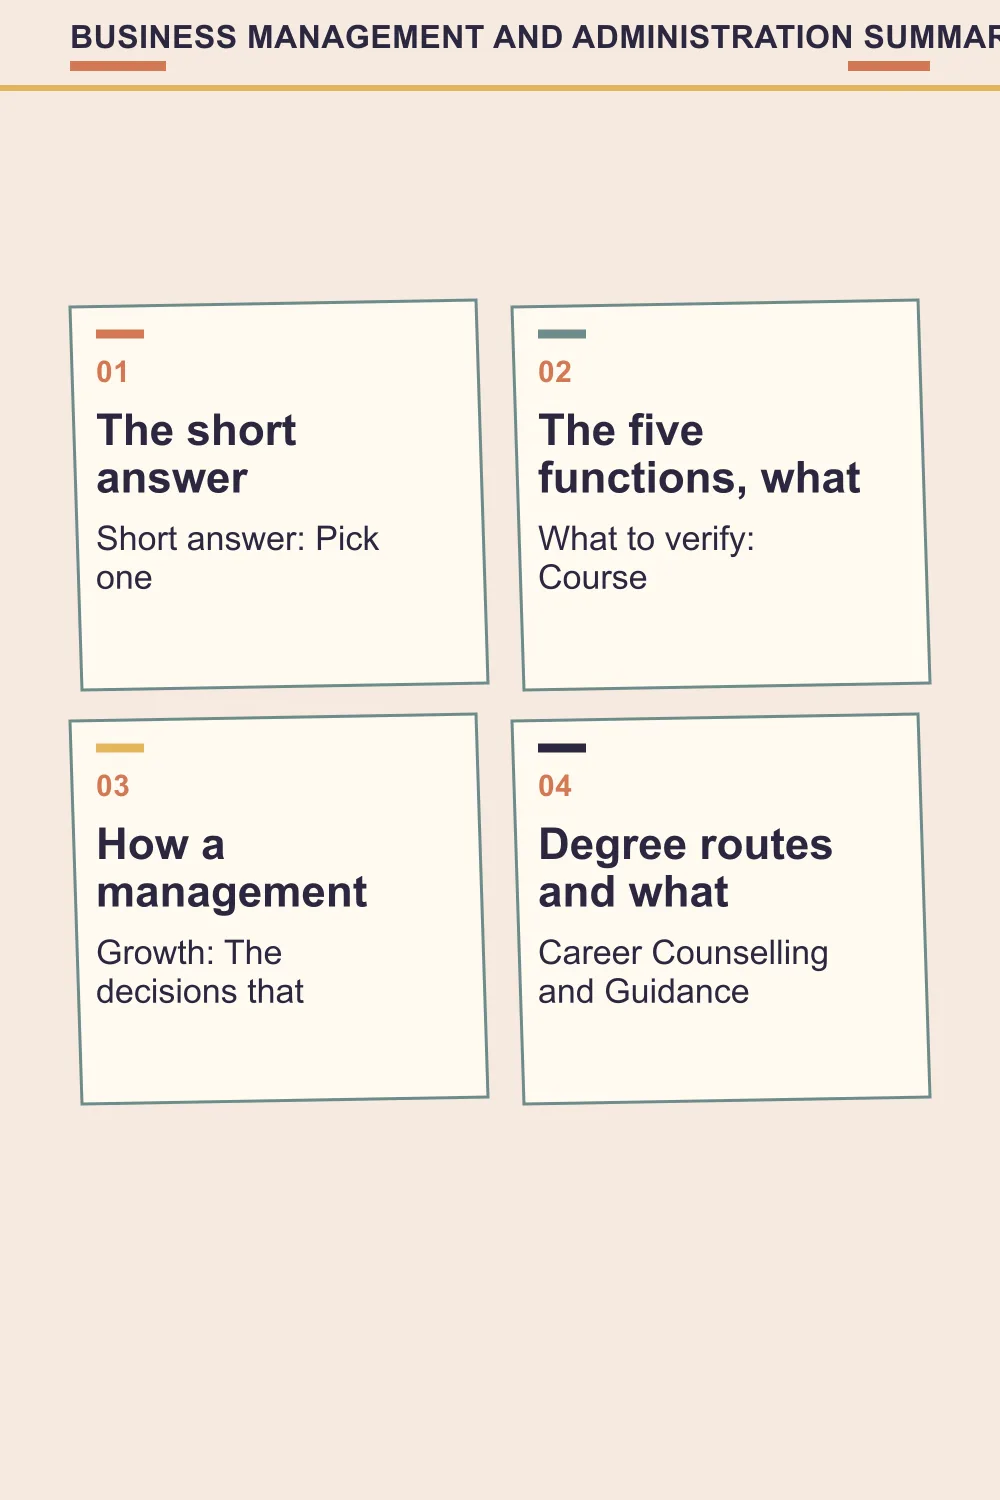 BUSINESS MANAGEMENT AND ADMINISTRATION SUMMAR
01
The short
answer
Short answer: Pick
one
02
The five
functions, what
What to verify:
Course
03
How a
management
Growth: The
decisions that
04
Degree routes
and what
Career Counselling
and Guidance